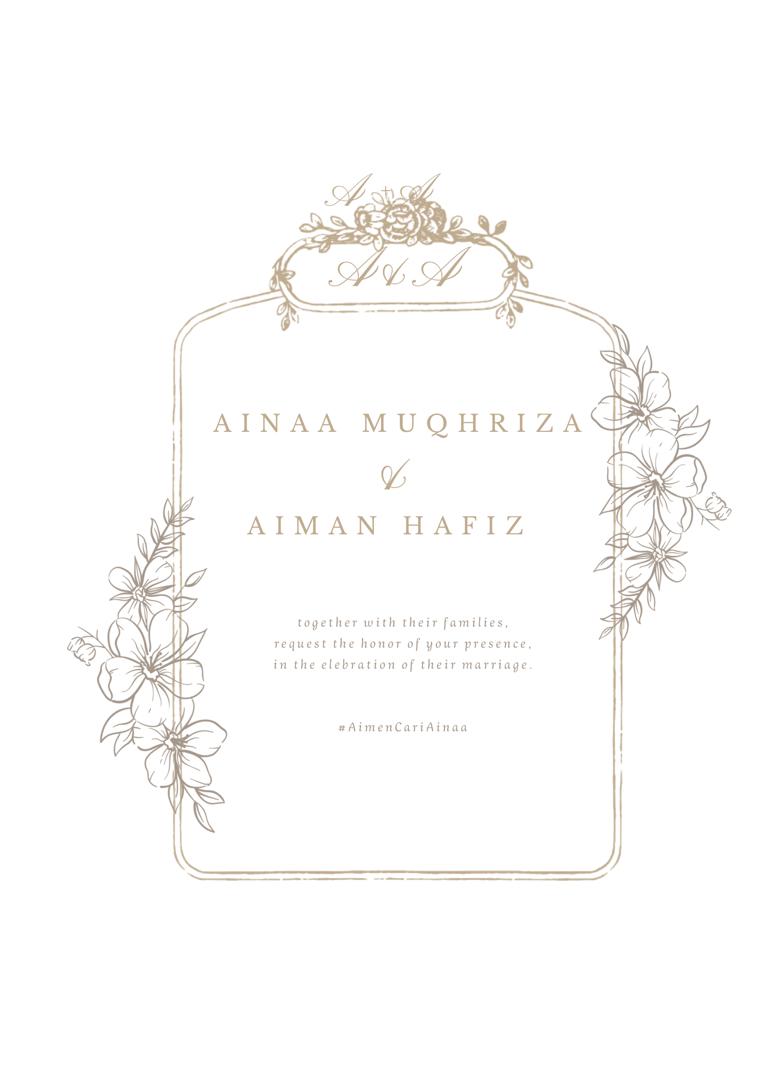 A + A
A & A
AINAA MUQHRIZA
&
AIMAN HAFIZ
together with their families,
request the honor of your presence,
in the elebration of their marriage.
#AimenCariAinaa